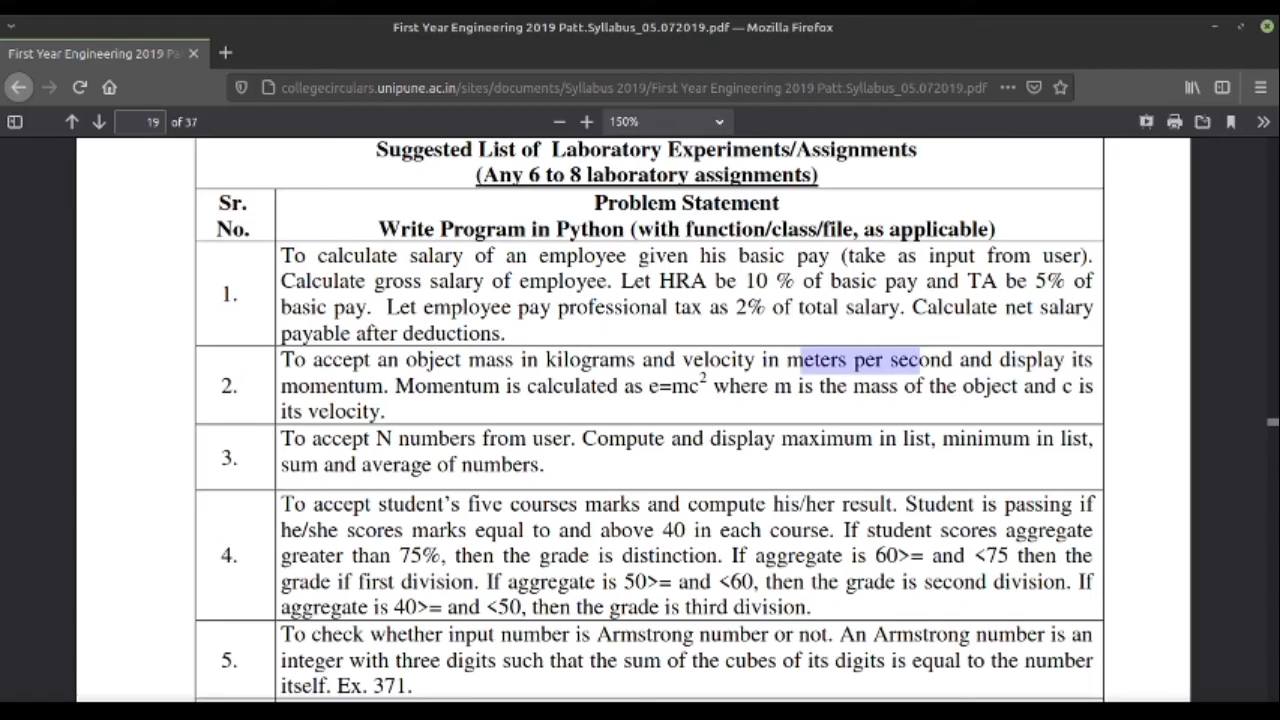 First Year Engineering 2019 Patt.Syllabus_05.072019.pdf — Mozilla Firefox
First Year Engineering 2019 Pa
collegecirculars.unipune.ac.in/sites/documents/Syllabus 2019/First Year Engineering 2019 Patt.Syllabus_05.072019.pdf
19 of 37
150%
Suggested List of Laboratory Experiments/Assignments
(Any 6 to 8 laboratory assignments)
Sr. No.
Problem Statement
Write Program in Python (with function/class/file, as applicable)
1.
To calculate salary of an employee given his basic pay (take as input from user).
Calculate gross salary of employee. Let HRA be 10 % of basic pay and TA be 5% of
basic pay. Let employee pay professional tax as 2% of total salary. Calculate net salary
payable after deductions.
2.
To accept an object mass in kilograms and velocity in meters per second and display its
momentum. Momentum is calculated as e=mc² where m is the mass of the object and c is
its velocity.
3.
To accept N numbers from user. Compute and display maximum in list, minimum in list,
sum and average of numbers.
4.
To accept student's five courses marks and compute his/her result. Student is passing if
he/she scores marks equal to and above 40 in each course. If student scores aggregate
greater than 75%, then the grade is distinction. If aggregate is 60>= and <75 then the
grade if first division. If aggregate is 50>= and <60, then the grade is second division. If
aggregate is 40>= and <50, then the grade is third division.
5.
To check whether input number is Armstrong number or not. An Armstrong number is an
integer with three digits such that the sum of the cubes of its digits is equal to the number
itself. Ex. 371.